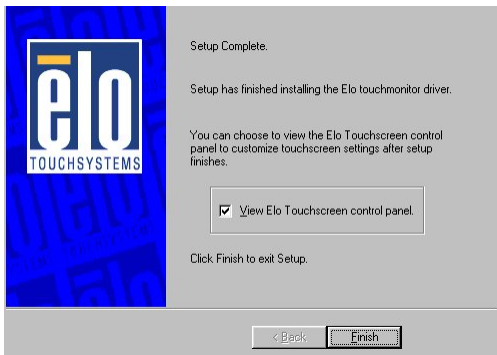 Setup Complete.
Setup has finished installing the Elo touchmonitor driver.
You can choose to view the Elo Touchscreen control
panel to customize touchscreen settings after setup
finishes.
View Elo Touchscreen control panel.
Click Finish to exit Setup.
ēlo
TOUCHSYSTEMS
< Back
Finish